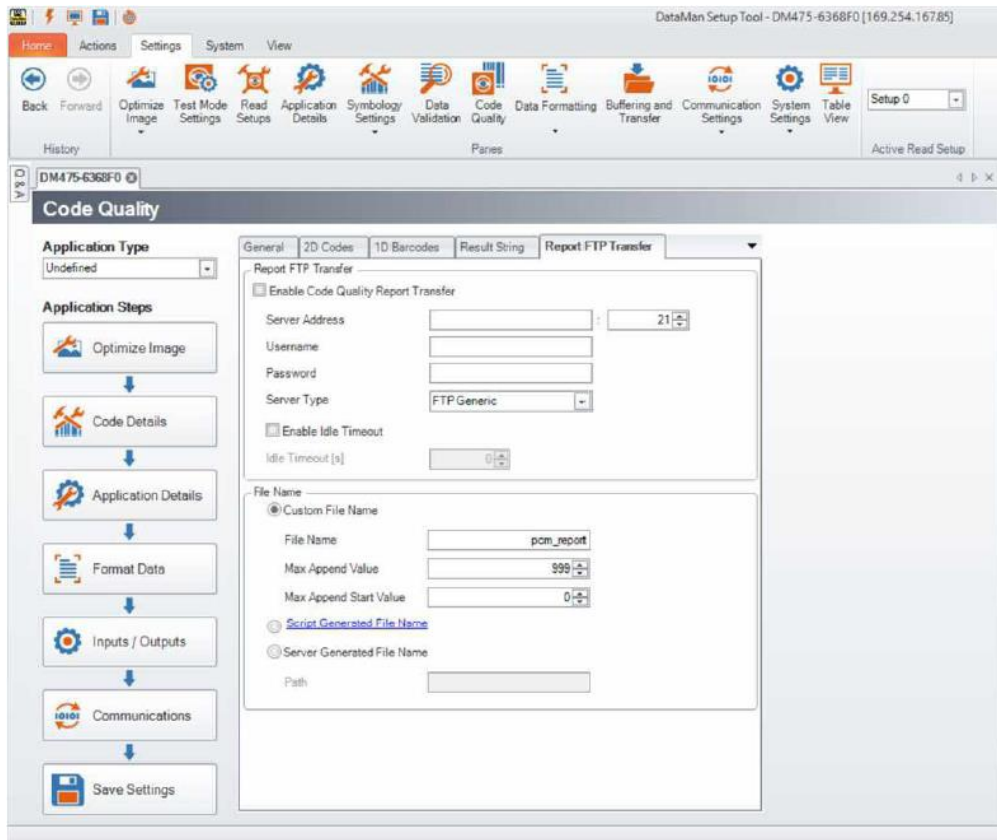 DataMan Setup Tool - DM475-6368F0 [169.254.167.85]
Home Actions Settings System View
Back Forward Optimize Image Test Mode Settings Read Setups Application Details Symbology Settings Data Validation Code Quality Data Formatting Buffering and Transfer Communication Settings System Settings Table View Setup 0
History Panes Active Read Setup
Q & A
DM475-6368F0
Code Quality
Application Type
Undefined
Application Steps
Optimize Image
Code Details
Application Details
Format Data
Inputs / Outputs
Communications
Save Settings
General 2D Codes 1D Barcodes Result String Report FTP Transfer
Report FTP Transfer
Enable Code Quality Report Transfer
Server Address : 21
Username
Password
Server Type FTP Generic
Enable Idle Timeout
Idle Timeout [s] 0
File Name
Custom File Name
File Name pcm_report
Max Append Value 999
Max Append Start Value 0
Script Generated File Name
Server Generated File Name
Path